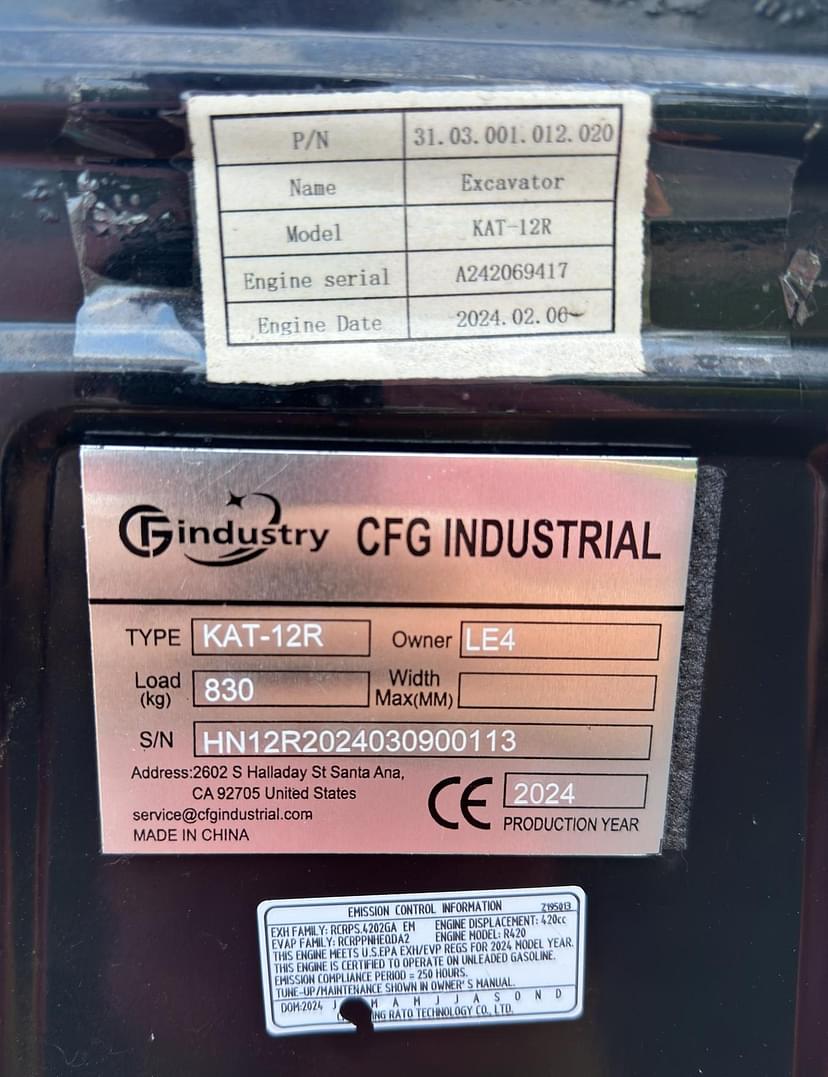 P/N 31.03.001.012.020
Name Excavator
Model KAT-12R
Engine serial A242069417
Engine Date 2024.02.06
CFG industry CFG INDUSTRIAL
TYPE KAT-12R Owner LE4
Load (kg) 830 Width Max(MM)
S/N HN12R2024030900113
Address:2602 S Halladay St Santa Ana,
CA 92705 United States
service@cfgindustrial.com
MADE IN CHINA
CE 2024
PRODUCTION YEAR
EMISSION CONTROL INFORMATION Z195013
EXH FAMILY: RCRPS.4202GA EM ENGINE DISPLACEMENT: 420cc
EVAP FAMILY: RCRPPNHEQDA2 ENGINE MODEL: R420
THIS ENGINE MEETS U.S.EPA EXH/EVP REGS FOR 2024 MODEL YEAR.
THIS ENGINE IS CERTIFIED TO OPERATE ON UNLEADED GASOLINE.
EMISSION COMPLIANCE PERIOD = 250 HOURS.
TUNE-UP/MAINTENANCE SHOWN IN OWNER'S MANUAL.
DOM:2024 J M A M J J A S O N D
RATO TECHNOLOGY CO., LTD.